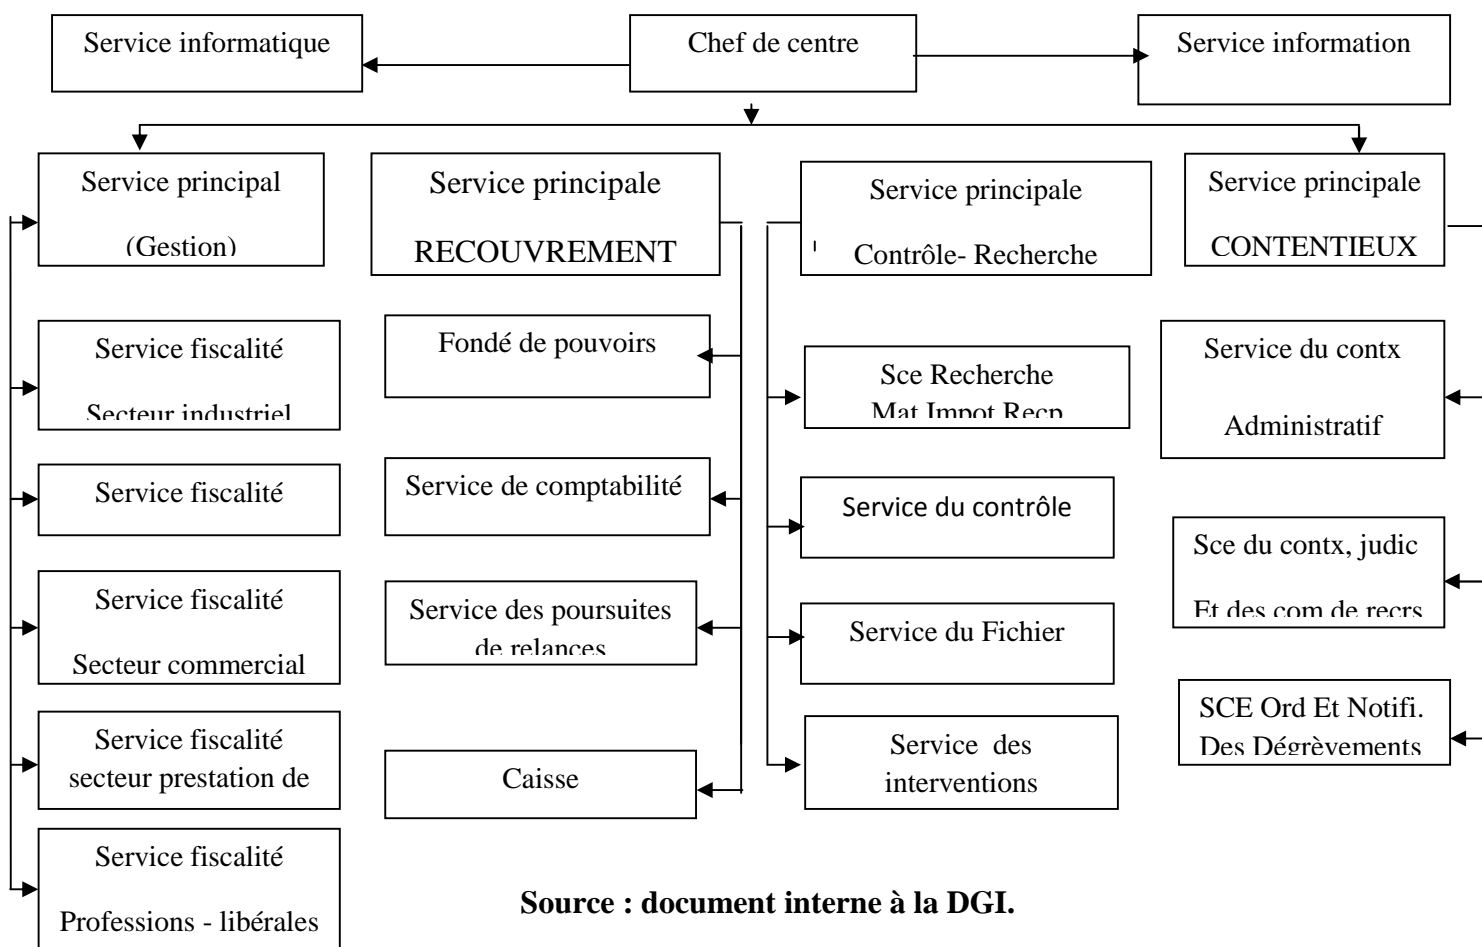 Service informatique
Chef de centre
Service information
Service principal
(Gestion)
Service principale
RECOUVREMENT
Service principale
Contrôle- Recherche
Service principale
CONTENTIEUX
Service fiscalité
Secteur industriel
Service fiscalité
Service fiscalité
Secteur commercial
Service fiscalité
secteur prestation de
Service fiscalité
Professions - libérales
Fondé de pouvoirs
Service de comptabilité
Service des poursuites
de relances
Caisse
Sce Recherche
Mat Impot Recp
Service du contrôle
Service du Fichier
Service des
interventions
Service du contx
Administratif
Sce du contx, judic
Et des com de recrs
SCE Ord Et Notifi.
Des Dégrèvements
Source : document interne à la DGI.